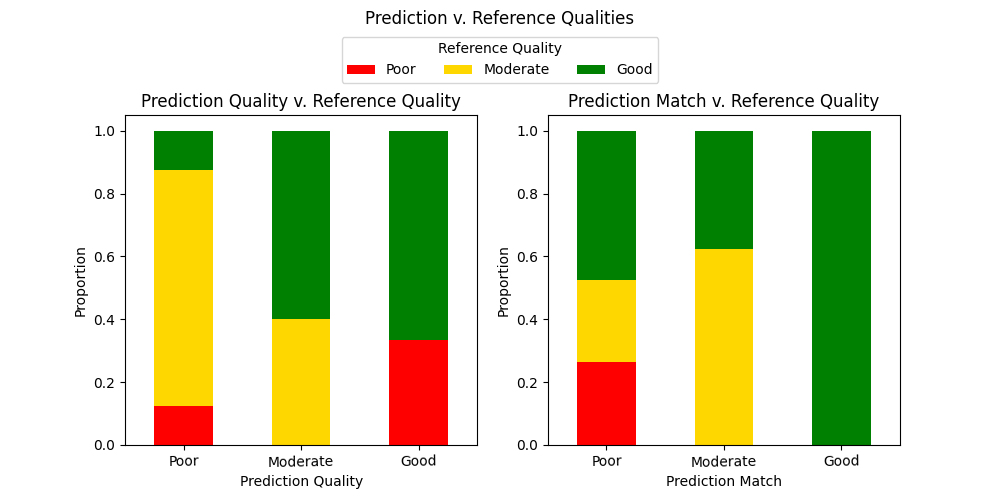 Prediction v. Reference Qualities
Reference Quality
Poor Moderate Good
Prediction Quality v. Reference Quality
1.0
0.8
0.6
0.4
0.2
0.0
Proportion
Poor Moderate Good
Prediction Quality
Prediction Match v. Reference Quality
1.0
0.8
0.6
0.4
0.2
0.0
Proportion
Poor Moderate Good
Prediction Match